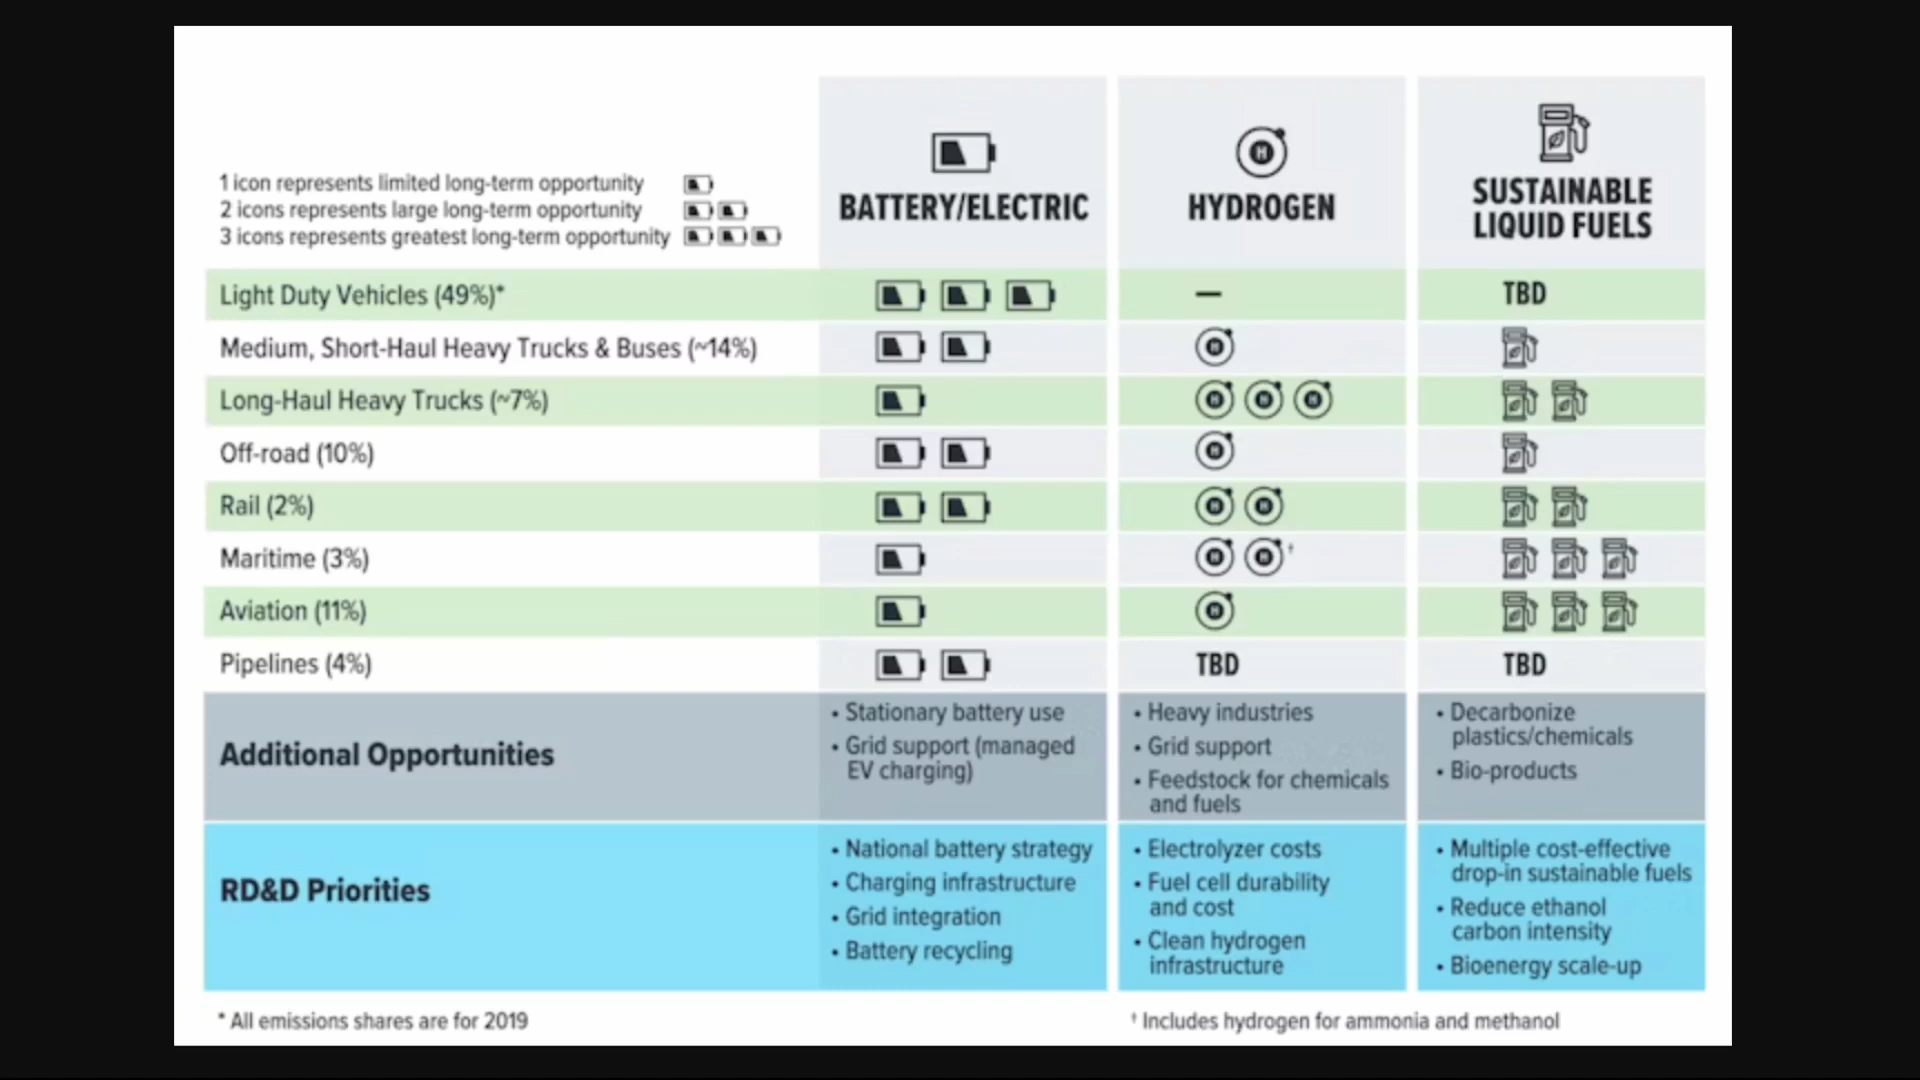 1 icon represents limited long-term opportunity
2 icons represents large long-term opportunity
3 icons represents greatest long-term opportunity
BATTERY/ELECTRIC
HYDROGEN
SUSTAINABLE
LIQUID FUELS
Light Duty Vehicles (49%)*
—
TBD
Medium, Short-Haul Heavy Trucks & Buses (~14%)
Long-Haul Heavy Trucks (~7%)
Off-road (10%)
Rail (2%)
Maritime (3%)
†
Aviation (11%)
Pipelines (4%)
TBD
TBD
Additional Opportunities
• Stationary battery use
• Grid support (managed
EV charging)
• Heavy industries
• Grid support
• Feedstock for chemicals
and fuels
• Decarbonize
plastics/chemicals
• Bio-products
RD&D Priorities
• National battery strategy
• Charging infrastructure
• Grid integration
• Battery recycling
• Electrolyzer costs
• Fuel cell durability
and cost
• Clean hydrogen
infrastructure
• Multiple cost-effective
drop-in sustainable fuels
• Reduce ethanol
carbon intensity
• Bioenergy scale-up
* All emissions shares are for 2019
† Includes hydrogen for ammonia and methanol